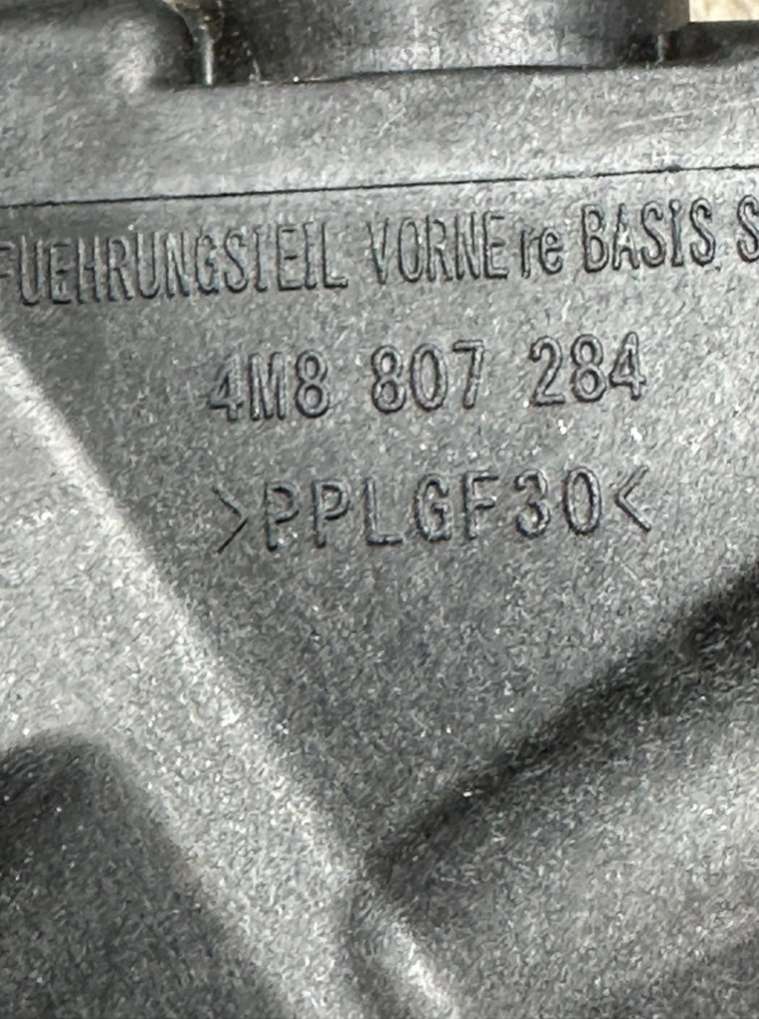 FUEHRUNGSTEIL VORNE re BASIS S
4M8 807 284
>PPLGF30<